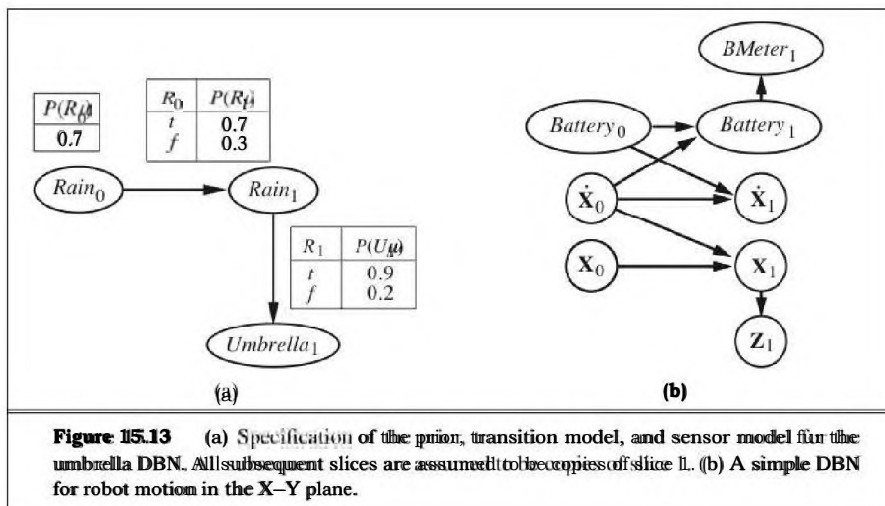 BMeter1
P(R0)
0.7
R0 P(R1)
t 0.7
f 0.3
Battery0 Battery1
Rain0 Rain1
Ẋ0 Ẋ1
R1 P(U1)
t 0.9
f 0.2
X0 X1
Umbrella1
Z1
(a) (b)
Figure 15.13 (a) Specification of the prior, transition model, and sensor model for the
umbrella DBN. All subsequent slices are assumed to be copies of slice 1. (b) A simple DBN
for robot motion in the X–Y plane.